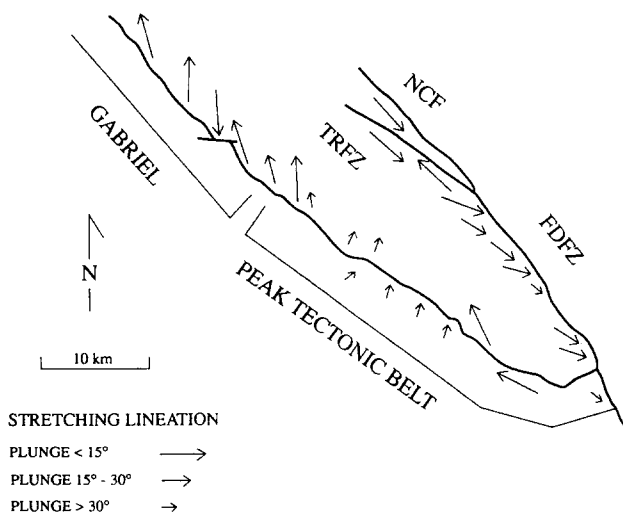 NCF
TRFZ
GABRIEL
FDFZ
N
PEAK TECTONIC BELT
10 km
STRETCHING LINEATION
PLUNGE < 15°
PLUNGE 15° - 30°
PLUNGE > 30°